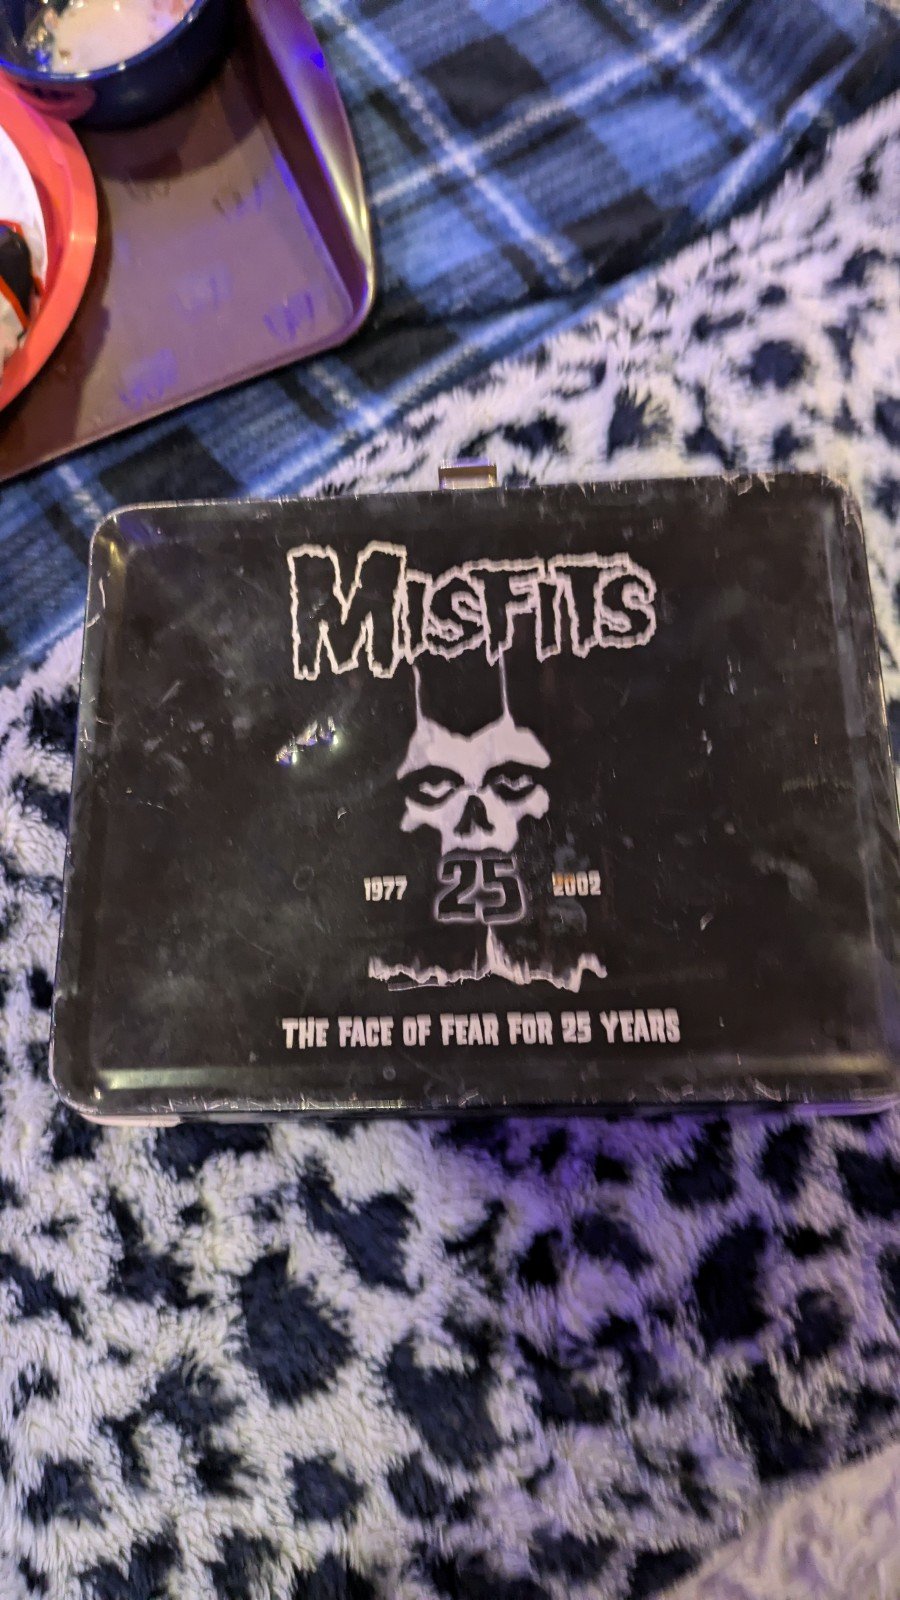 MISFITS
1977 25 2002
THE FACE OF FEAR FOR 25 YEARS